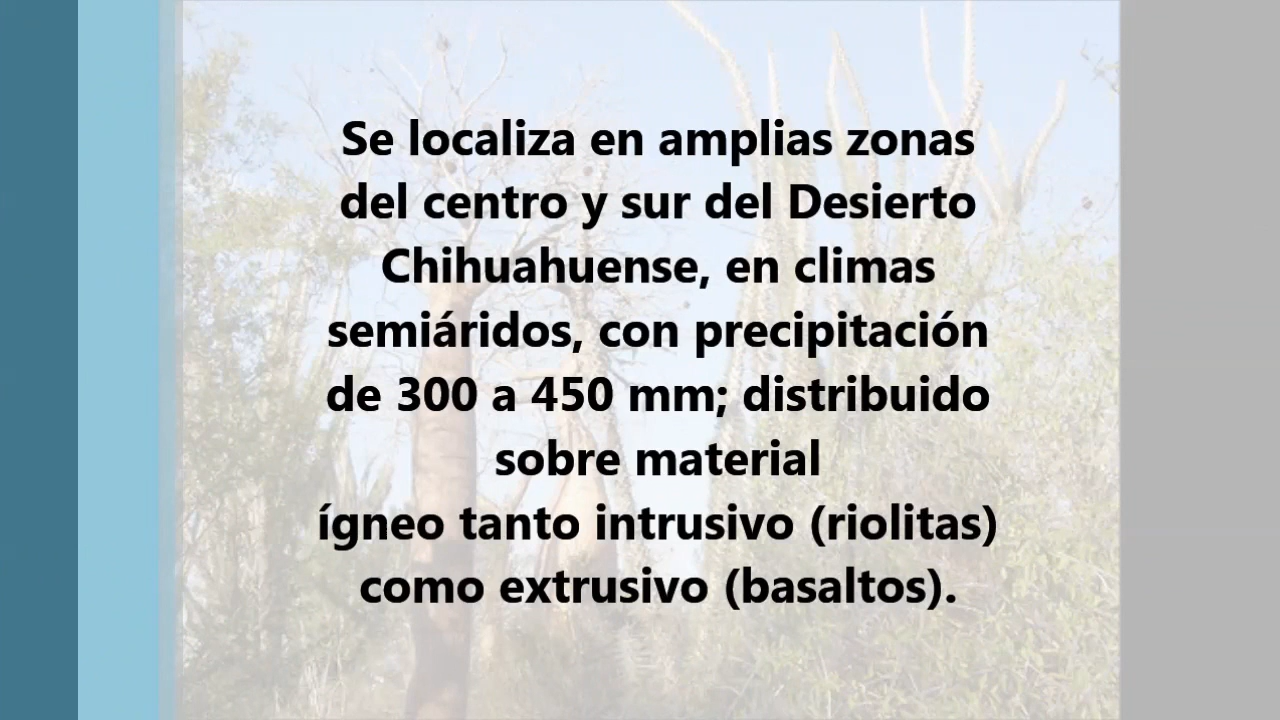 Se localiza en amplias zonas
del centro y sur del Desierto
Chihuahuense, en climas
semiáridos, con precipitación
de 300 a 450 mm; distribuido
sobre material
ígneo tanto intrusivo (riolitas)
como extrusivo (basaltos).